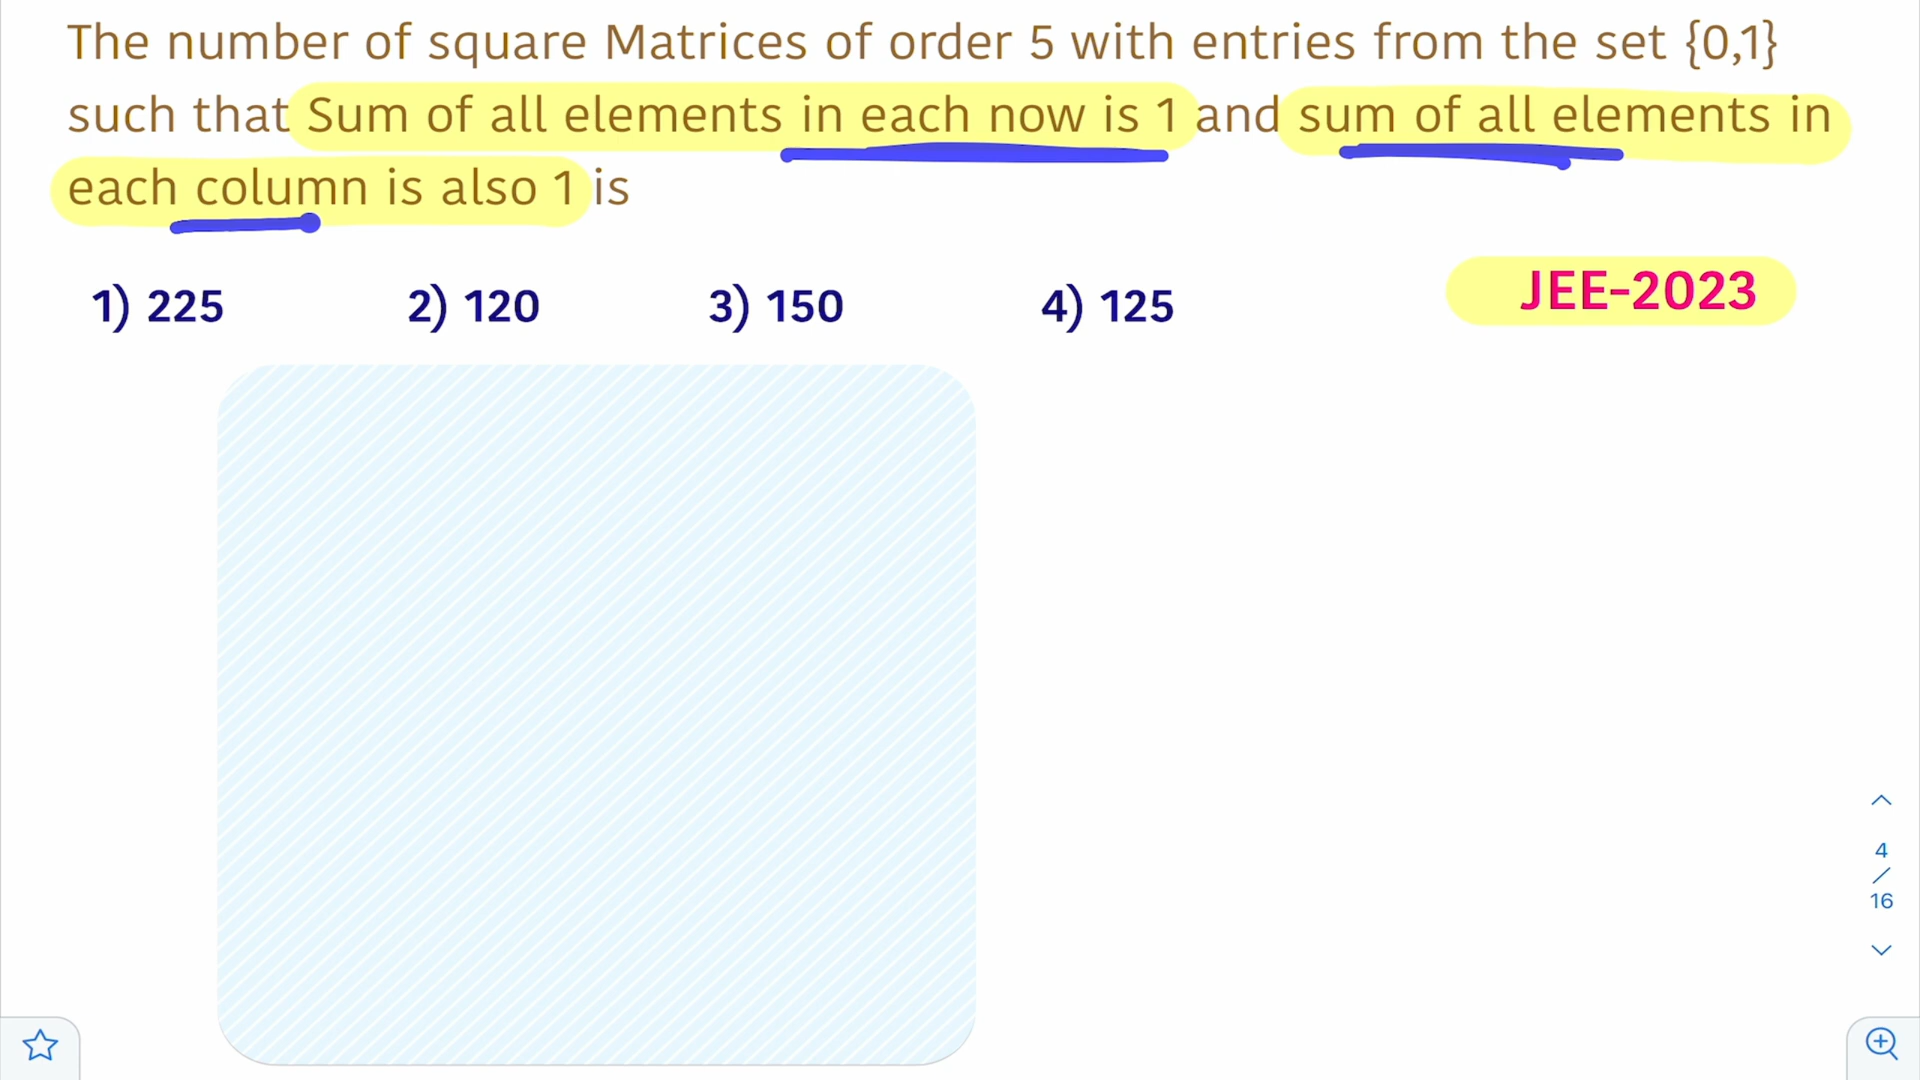 The number of square Matrices of order 5 with entries from the set {0,1}
such that Sum of all elements in each now is 1 and sum of all elements in
each column is also 1 is
1) 225 2) 120 3) 150 4) 125
JEE-2023
4
/
16